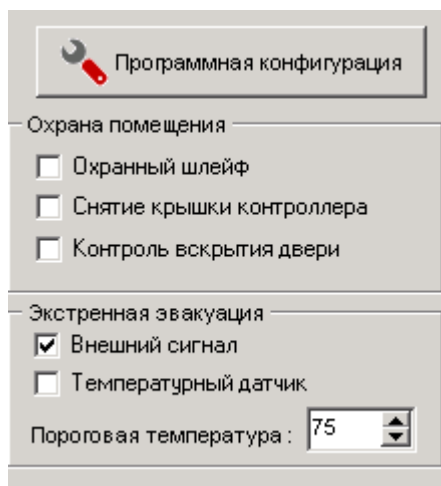 Программная конфигурация
Охрана помещения
Охранный шлейф
Снятие крышки контроллера
Контроль вскрытия двери
Экстренная эвакуация
Внешний сигнал
Температурный датчик
Пороговая температура : 75